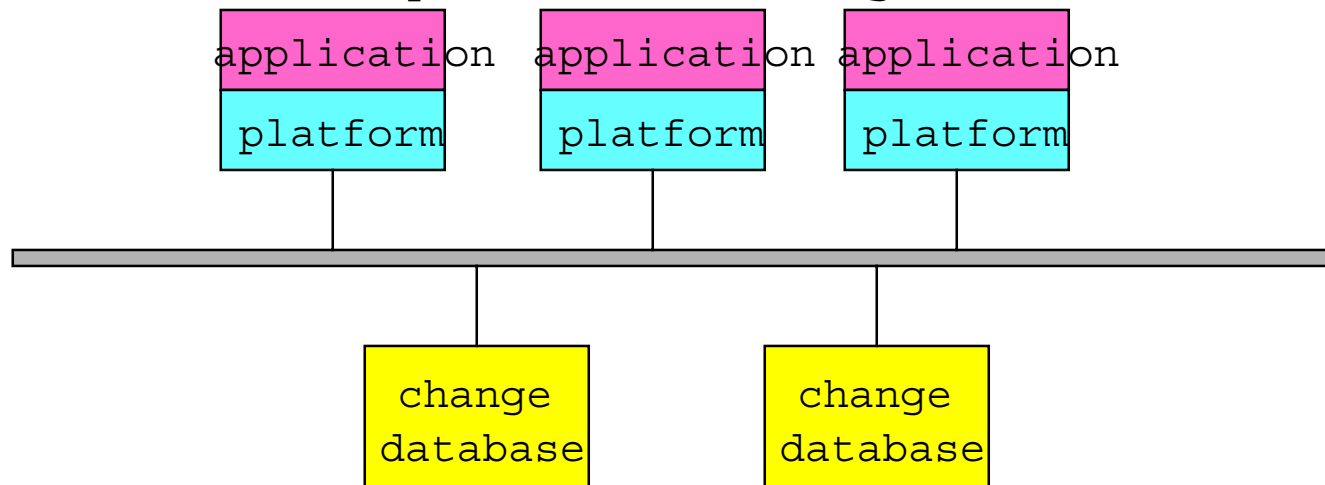 application application application
platform platform platform
change change
database database